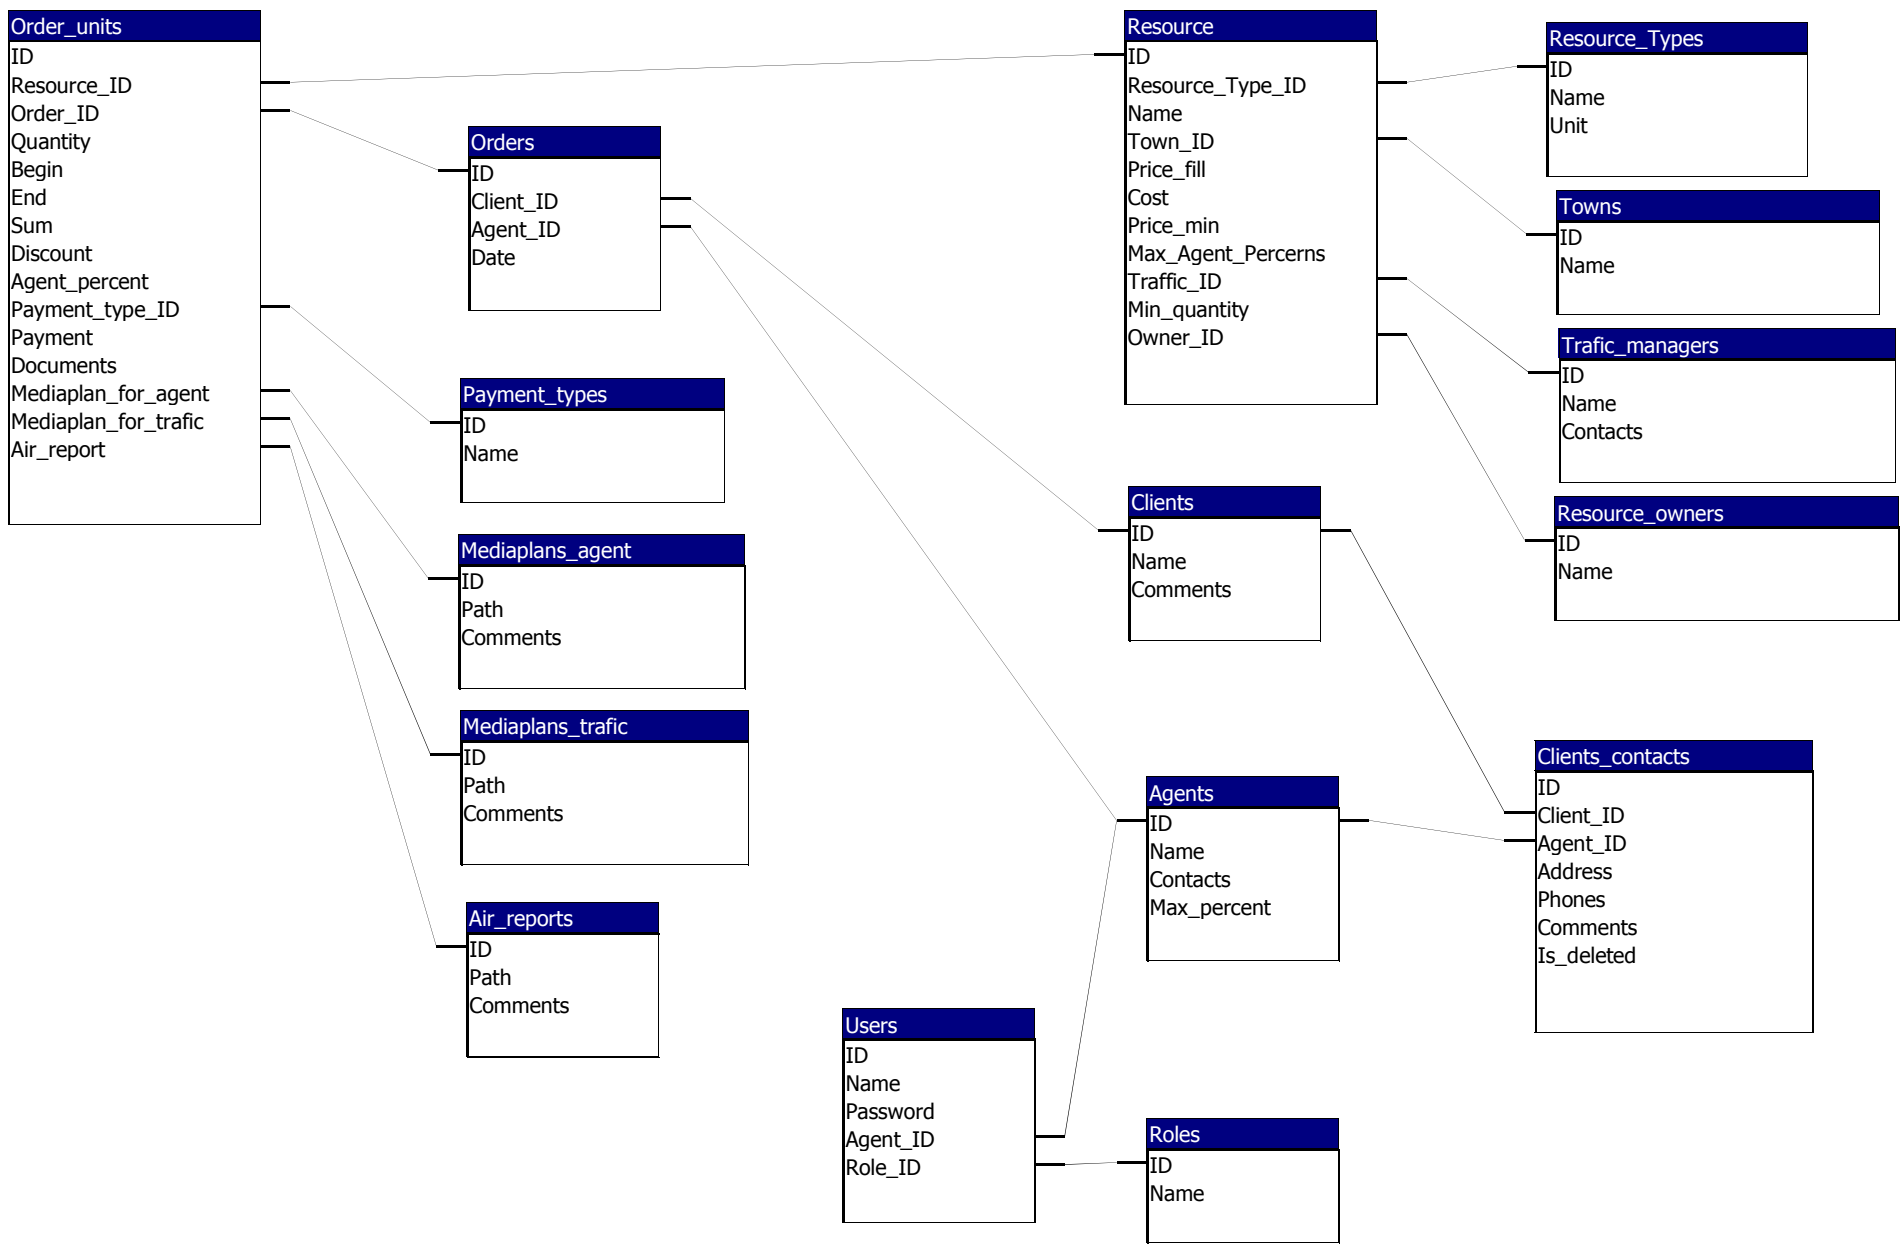 Order_units
ID
Resource_ID
Order_ID
Quantity
Begin
End
Sum
Discount
Agent_percent
Payment_type_ID
Payment
Documents
Mediaplan_for_agent
Mediaplan_for_trafic
Air_report
Orders
ID
Client_ID
Agent_ID
Date
Payment_types
ID
Name
Mediaplans_agent
ID
Path
Comments
Mediaplans_trafic
ID
Path
Comments
Air_reports
ID
Path
Comments
Users
ID
Name
Password
Agent_ID
Role_ID
Resource
ID
Resource_Type_ID
Name
Town_ID
Price_fill
Cost
Price_min
Max_Agent_Percerns
Traffic_ID
Min_quantity
Owner_ID
Clients
ID
Name
Comments
Agents
ID
Name
Contacts
Max_percent
Roles
ID
Name
Resource_Types
ID
Name
Unit
Towns
ID
Name
Trafic_managers
ID
Name
Contacts
Resource_owners
ID
Name
Clients_contacts
ID
Client_ID
Agent_ID
Address
Phones
Comments
Is_deleted